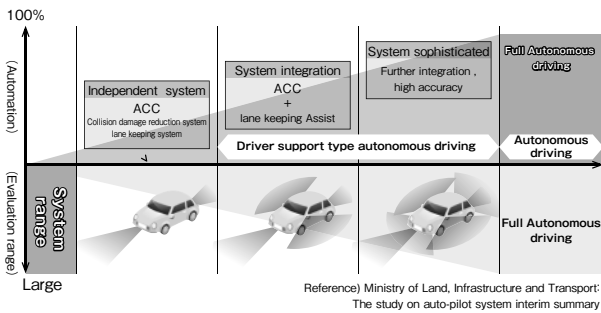 100%
(Automation)
Independent system
ACC
Collision damage reduction system
lane keeping system
System integration
ACC
+
lane keeping Assist
System sophisticated
Further integration ,
high accuracy
Full Autonomous
driving
Driver support type autonomous driving
Autonomous
driving
(Evaluation range)
System
range
Full Autonomous
driving
Large
Reference) Ministry of Land, Infrastructure and Transport:
The study on auto-pilot system interim summary